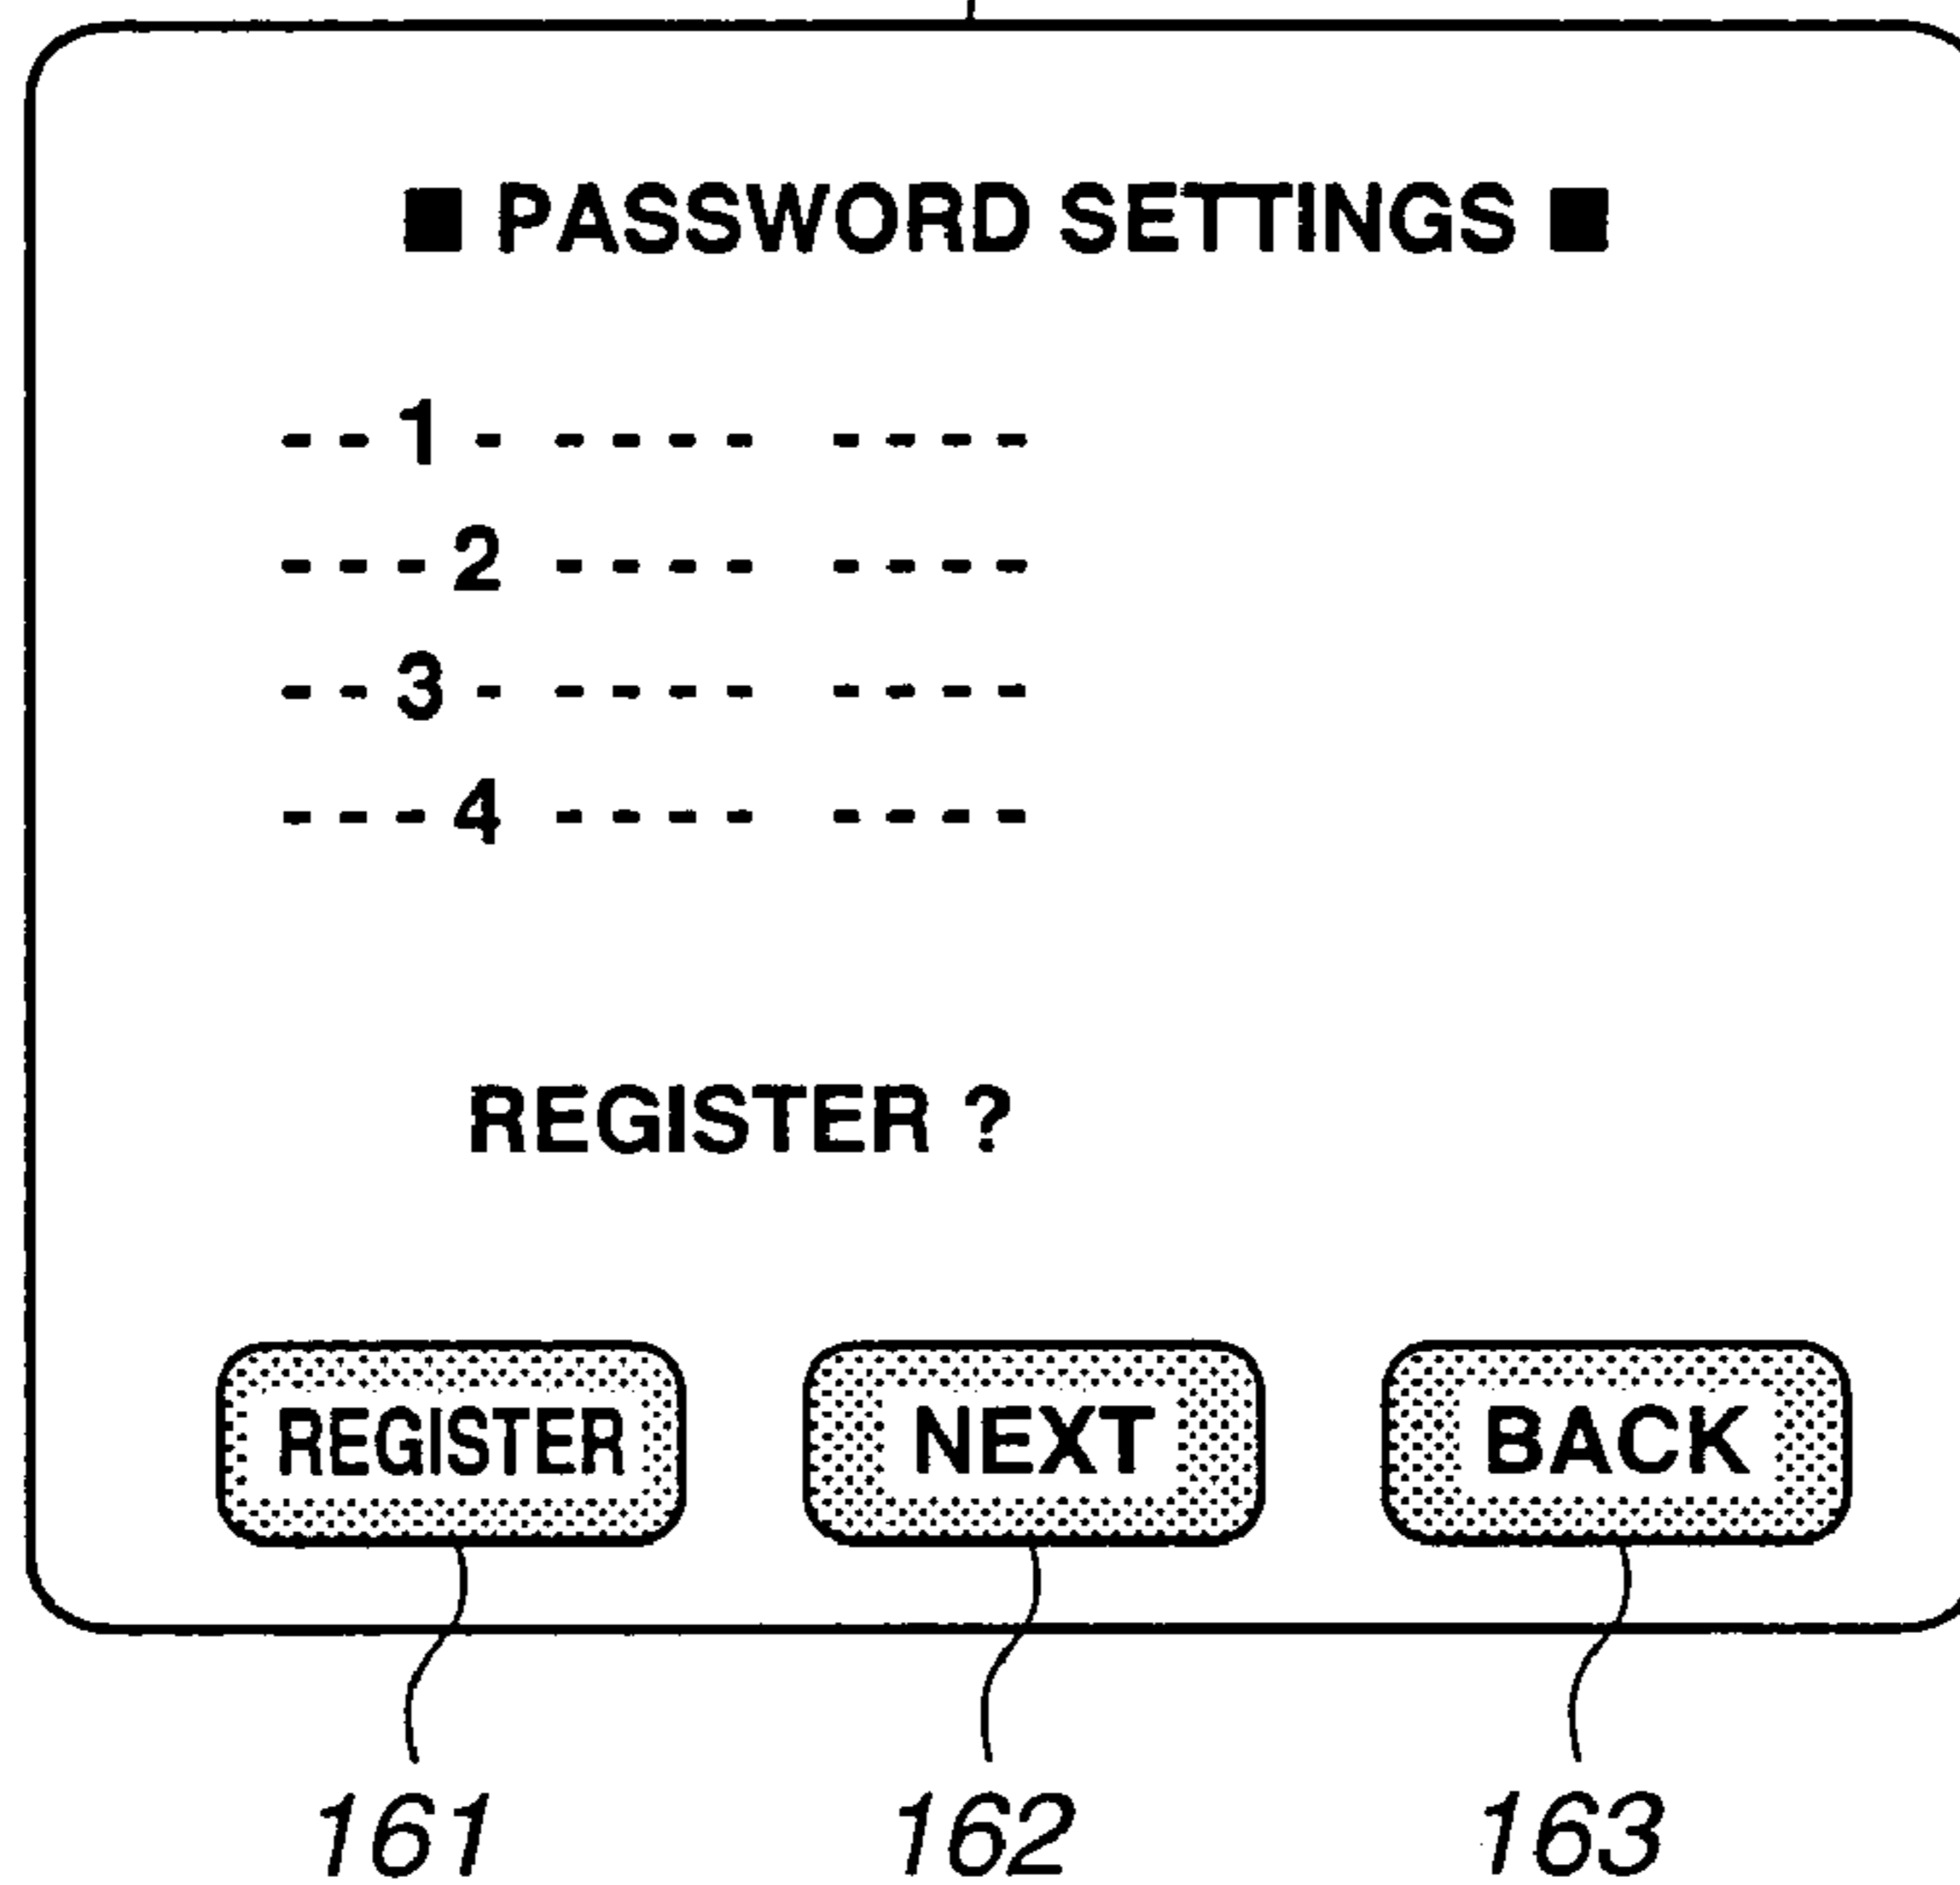 ■ PASSWORD SETTINGS ■
--1- ---- ----
---2 ---- ----
--3- ---- ----
---4 ---- ----
REGISTER ?
REGISTER NEXT BACK
161 162 163